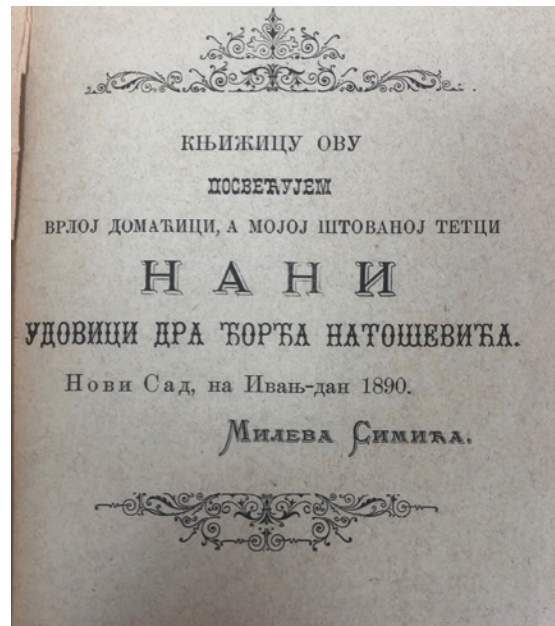 КЊИЖИЦУ ОВУ
ПОСВЕЋУЈЕМ
ВРЛОЈ ДОМАЋИЦИ, А МОЈОЈ ШТОВАНОЈ ТЕТЦИ
НАНИ
УДОВИЦИ ДРА ЂОРЂА НАТОШЕВИЋА.
Нови Сад, на Ивањ-дан 1890.
Милева Симића.